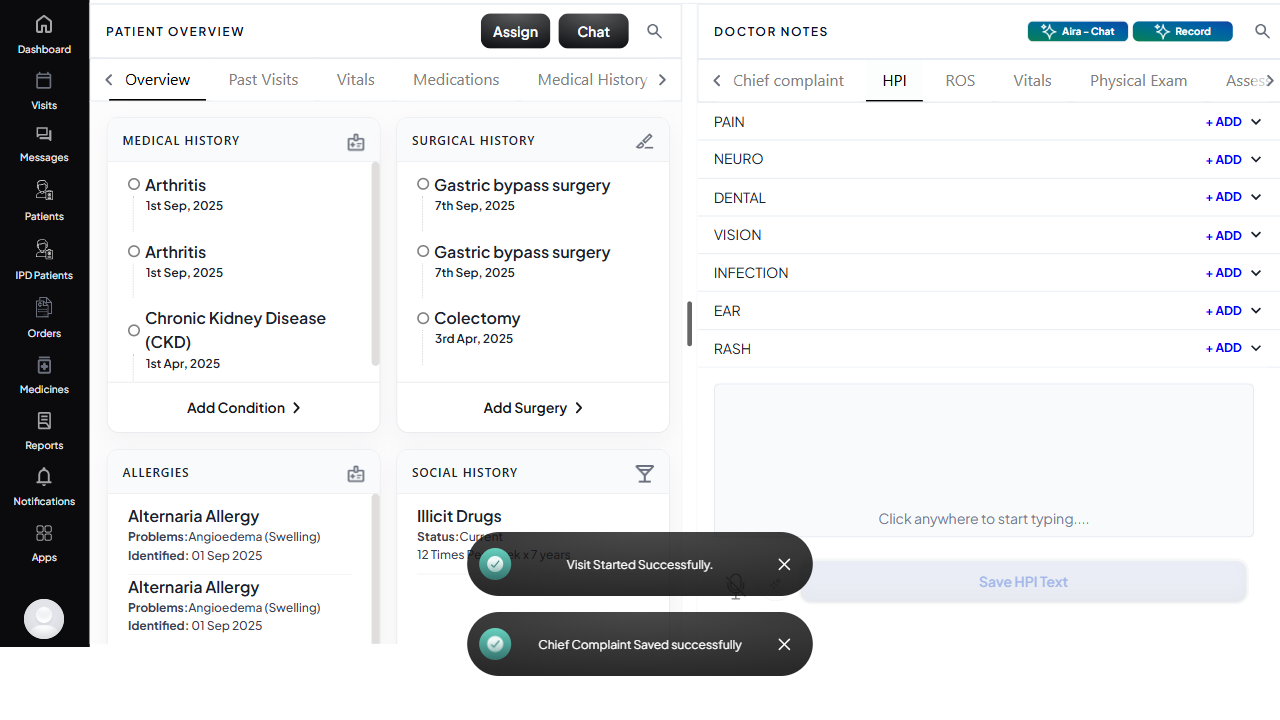 Dashboard
Visits
Messages
Patients
IPD Patients
Orders
Medicines
Reports
Notifications
Apps
PATIENT OVERVIEW
Assign
Chat
Overview
Past Visits
Vitals
Medications
Medical History
MEDICAL HISTORY
Arthritis
1st Sep, 2025
Arthritis
1st Sep, 2025
Chronic Kidney Disease
(CKD)
1st Apr, 2025
Add Condition
SURGICAL HISTORY
Gastric bypass surgery
7th Sep, 2025
Gastric bypass surgery
7th Sep, 2025
Colectomy
3rd Apr, 2025
Add Surgery
ALLERGIES
Alternaria Allergy
Problems:Angioedema (Swelling)
Identified: 01 Sep 2025
Alternaria Allergy
Problems:Angioedema (Swelling)
Identified: 01 Sep 2025
SOCIAL HISTORY
Illicit Drugs
Status:Current
12 Times Per Week x 7 years
DOCTOR NOTES
Aira - Chat
Record
Chief complaint
HPI
ROS
Vitals
Physical Exam
Asses
PAIN + ADD
NEURO + ADD
DENTAL + ADD
VISION + ADD
INFECTION + ADD
EAR + ADD
RASH + ADD
Click anywhere to start typing....
Save HPI Text
Visit Started Successfully.
Chief Complaint Saved successfully